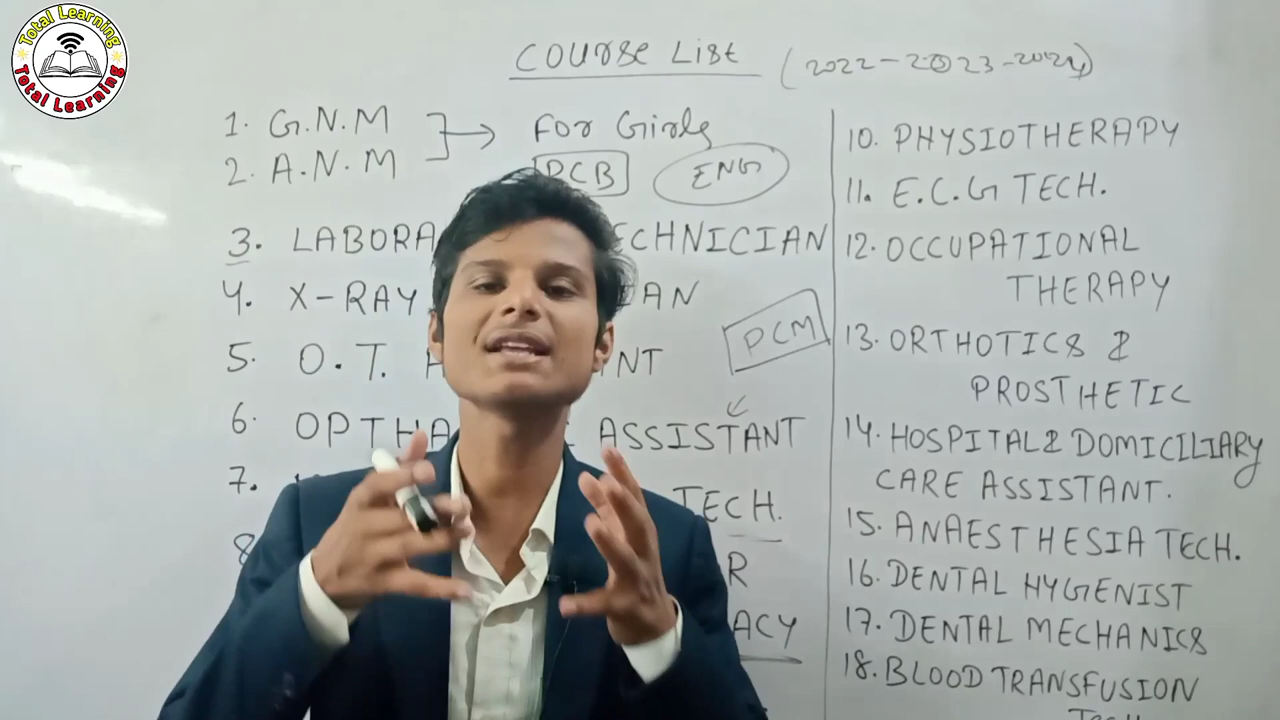 Total Learning
Total Learning
COURSE LIST (2022-2023-2024)
1. G.N.M
2. A.N.M
For Girls
PCB
ENG
3. LABORA CHNICIAN
4. X-RAY IAN
5. O.T. NT
PCM
6. OPTHA ASSISTANT
7. TECH.
8 R
ACY
10. PHYSIOTHERAPY
11. E.C.G TECH.
12. OCCUPATIONAL
THERAPY
13. ORTHOTICS &
PROSTHETIC
14. HOSPITAL & DOMICILIARY
CARE ASSISTANT.
15. ANAESTHESIA TECH.
16. DENTAL HYGENIST
17. DENTAL MECHANICS
18. BLOOD TRANSFUSION